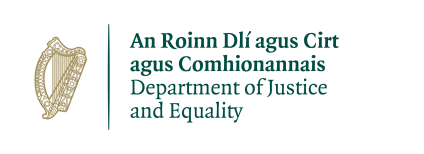 An Roinn Dlí agus Cirt
agus Comhionannais
Department of Justice
and Equality